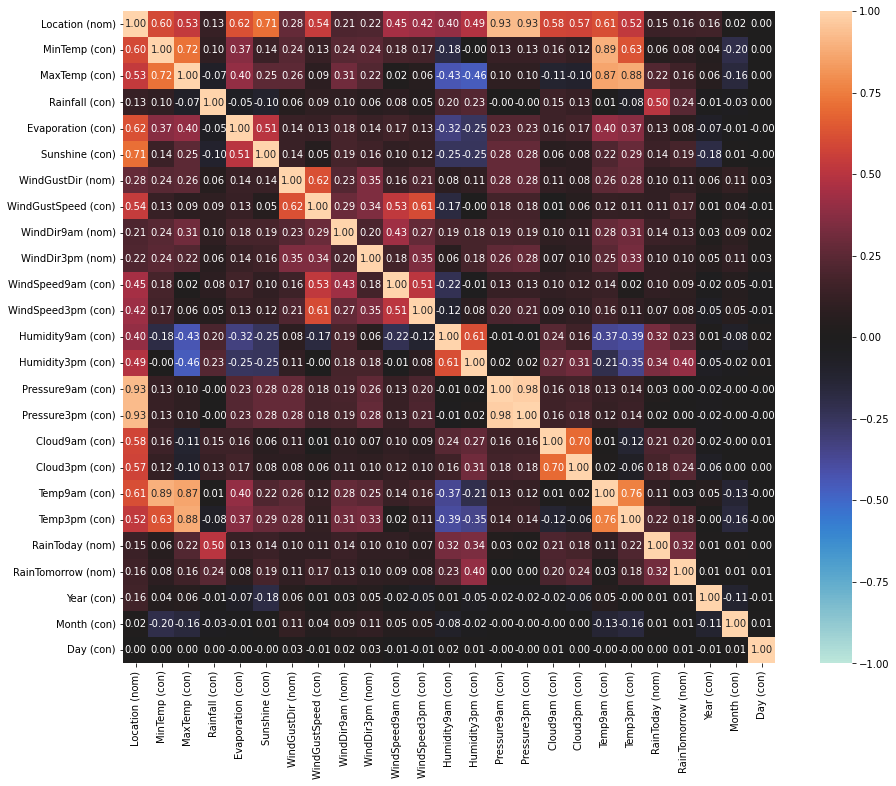 Location (nom) 1.00 0.60 0.53 0.13 0.62 0.71 0.28 0.54 0.21 0.22 0.45 0.42 0.40 0.49 0.93 0.93 0.58 0.57 0.61 0.52 0.15 0.16 0.16 0.02 0.00
MinTemp (con) 0.60 1.00 0.72 0.10 0.37 0.14 0.24 0.13 0.24 0.24 0.18 0.17 -0.18 -0.00 0.13 0.13 0.16 0.12 0.89 0.63 0.06 0.08 0.04 -0.20 0.00
MaxTemp (con) 0.53 0.72 1.00 -0.07 0.40 0.25 0.26 0.09 0.31 0.22 0.02 0.06 -0.43 -0.46 0.10 0.10 -0.11 -0.10 0.87 0.88 0.22 0.16 0.06 -0.16 0.00
Rainfall (con) 0.13 0.10 -0.07 1.00 -0.05 -0.10 0.06 0.09 0.10 0.06 0.08 0.05 0.20 0.23 -0.00 -0.00 0.15 0.13 0.01 -0.08 0.50 0.24 -0.01 -0.03 0.00
Evaporation (con) 0.62 0.37 0.40 -0.05 1.00 0.51 0.14 0.13 0.18 0.14 0.17 0.13 -0.32 -0.25 0.23 0.23 0.16 0.17 0.40 0.37 0.13 0.08 -0.07 0.01 -0.00
Sunshine (con) 0.71 0.14 0.25 -0.10 0.51 1.00 0.14 0.05 0.19 0.16 0.10 0.12 -0.25 -0.25 0.28 0.28 0.06 0.08 0.22 0.29 0.14 0.19 -0.18 0.01 -0.00
WindGustDir (nom) 0.28 0.24 0.26 0.06 0.14 0.14 1.00 0.62 0.23 0.35 0.16 0.21 0.08 0.11 0.28 0.28 0.11 0.08 0.26 0.28 0.10 0.11 0.06 0.11 0.03
WindGustSpeed (con) 0.54 0.13 0.09 0.09 0.13 0.05 0.62 1.00 0.29 0.34 0.53 0.61 -0.17 -0.00 0.18 0.18 0.01 0.06 0.12 0.11 0.11 0.17 0.01 0.04 -0.01
WindDir9am (nom) 0.21 0.24 0.31 0.10 0.18 0.19 0.23 0.29 1.00 0.20 0.43 0.27 0.19 0.18 0.19 0.19 0.10 0.11 0.28 0.31 0.14 0.13 0.03 0.09 0.02
WindDir3pm (nom) 0.22 0.24 0.22 0.06 0.14 0.16 0.35 0.34 0.20 1.00 0.18 0.35 0.06 0.18 0.26 0.28 0.07 0.10 0.25 0.33 0.10 0.10 0.05 0.11 0.03
WindSpeed9am (con) 0.45 0.18 0.02 0.08 0.17 0.10 0.16 0.53 0.43 0.18 1.00 0.51 -0.22 -0.01 0.13 0.13 0.10 0.12 0.14 0.02 0.10 0.09 -0.02 0.05 -0.01
WindSpeed3pm (con) 0.42 0.17 0.06 0.05 0.13 0.12 0.21 0.61 0.27 0.35 0.51 1.00 -0.12 0.08 0.20 0.21 0.09 0.10 0.16 0.11 0.07 0.08 -0.05 0.05 -0.01
Humidity9am (con) 0.40 -0.18 -0.43 0.20 -0.32 -0.25 0.08 -0.17 0.19 0.06 -0.22 -0.12 1.00 0.61 -0.01 -0.01 0.24 0.16 -0.37 -0.39 0.32 0.23 0.01 -0.08 0.02
Humidity3pm (con) 0.49 -0.00 -0.46 0.23 -0.25 -0.25 0.11 -0.00 0.18 0.18 -0.01 0.08 0.61 1.00 0.02 0.02 0.27 0.31 -0.21 -0.35 0.34 0.40 -0.05 -0.02 0.01
Pressure9am (con) 0.93 0.13 0.10 -0.00 0.23 0.28 0.28 0.18 0.19 0.26 0.13 0.20 -0.01 0.02 1.00 0.98 0.16 0.18 0.13 0.14 0.03 0.00 -0.02 -0.00 -0.00
Pressure3pm (con) 0.93 0.13 0.10 -0.00 0.23 0.28 0.28 0.18 0.19 0.28 0.13 0.21 -0.01 0.02 0.98 1.00 0.16 0.18 0.12 0.14 0.02 0.00 -0.02 -0.00 -0.00
Cloud9am (con) 0.58 0.16 -0.11 0.15 0.16 0.06 0.11 0.01 0.10 0.07 0.10 0.09 0.24 0.27 0.16 0.16 1.00 0.70 0.01 -0.12 0.21 0.20 -0.02 -0.00 0.01
Cloud3pm (con) 0.57 0.12 -0.10 0.13 0.17 0.08 0.08 0.06 0.11 0.10 0.12 0.10 0.16 0.31 0.18 0.18 0.70 1.00 0.02 -0.06 0.18 0.24 -0.06 0.00 0.00
Temp9am (con) 0.61 0.89 0.87 0.01 0.40 0.22 0.26 0.12 0.28 0.25 0.14 0.16 -0.37 -0.21 0.13 0.12 0.01 0.02 1.00 0.76 0.11 0.03 0.05 -0.13 0.00
Temp3pm (con) 0.52 0.63 0.88 -0.08 0.37 0.29 0.28 0.11 0.31 0.33 0.02 0.11 -0.39 -0.35 0.14 0.14 -0.12 -0.06 0.76 1.00 0.22 0.18 -0.00 -0.16 0.00
RainToday (nom) 0.15 0.06 0.22 0.50 0.13 0.14 0.10 0.11 0.14 0.10 0.10 0.07 0.32 0.34 0.03 0.02 0.21 0.18 0.11 0.22 1.00 0.32 0.01 0.01 0.00
RainTomorrow (nom) 0.16 0.08 0.16 0.24 0.08 0.19 0.11 0.17 0.13 0.10 0.09 0.08 0.23 0.40 0.00 0.00 0.20 0.24 0.03 0.18 0.32 1.00 0.01 0.01 0.01
Year (con) 0.16 0.04 0.06 -0.01 -0.07 -0.18 0.06 0.01 0.03 0.05 -0.02 -0.05 0.01 -0.05 -0.02 -0.02 -0.02 -0.06 0.05 -0.00 0.01 0.01 1.00 -0.11 -0.01
Month (con) 0.02 -0.20 -0.16 -0.03 -0.01 0.01 0.11 0.04 0.09 0.11 0.05 0.05 -0.08 -0.02 -0.00 -0.00 -0.00 0.00 -0.13 -0.16 0.01 0.01 -0.11 1.00 0.01
Day (con) 0.00 0.00 0.00 0.00 -0.00 -0.00 0.03 -0.01 0.02 0.03 -0.01 -0.01 0.02 0.01 -0.00 -0.00 0.01 0.00 0.00 0.00 0.00 0.01 -0.01 0.01 1.00
Location (nom)
MinTemp (con)
MaxTemp (con)
Rainfall (con)
Evaporation (con)
Sunshine (con)
WindGustDir (nom)
WindGustSpeed (con)
WindDir9am (nom)
WindDir3pm (nom)
WindSpeed9am (con)
WindSpeed3pm (con)
Humidity9am (con)
Humidity3pm (con)
Pressure9am (con)
Pressure3pm (con)
Cloud9am (con)
Cloud3pm (con)
Temp9am (con)
Temp3pm (con)
RainToday (nom)
RainTomorrow (nom)
Year (con)
Month (con)
Day (con)
1.00
0.75
0.50
0.25
0.00
−0.25
−0.50
−0.75
−1.00